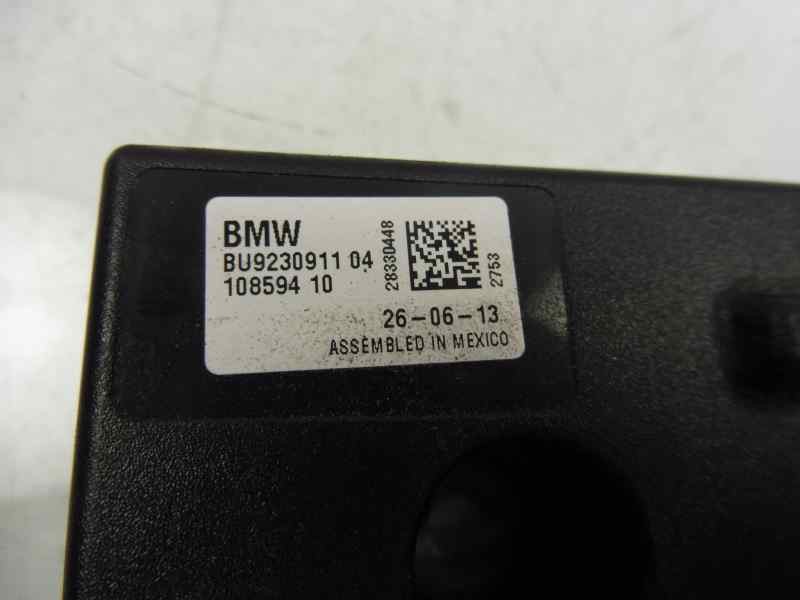 BMW
BU9230911 04
108594 10
28330448
2753
26-06-13
ASSEMBLED IN MEXICO